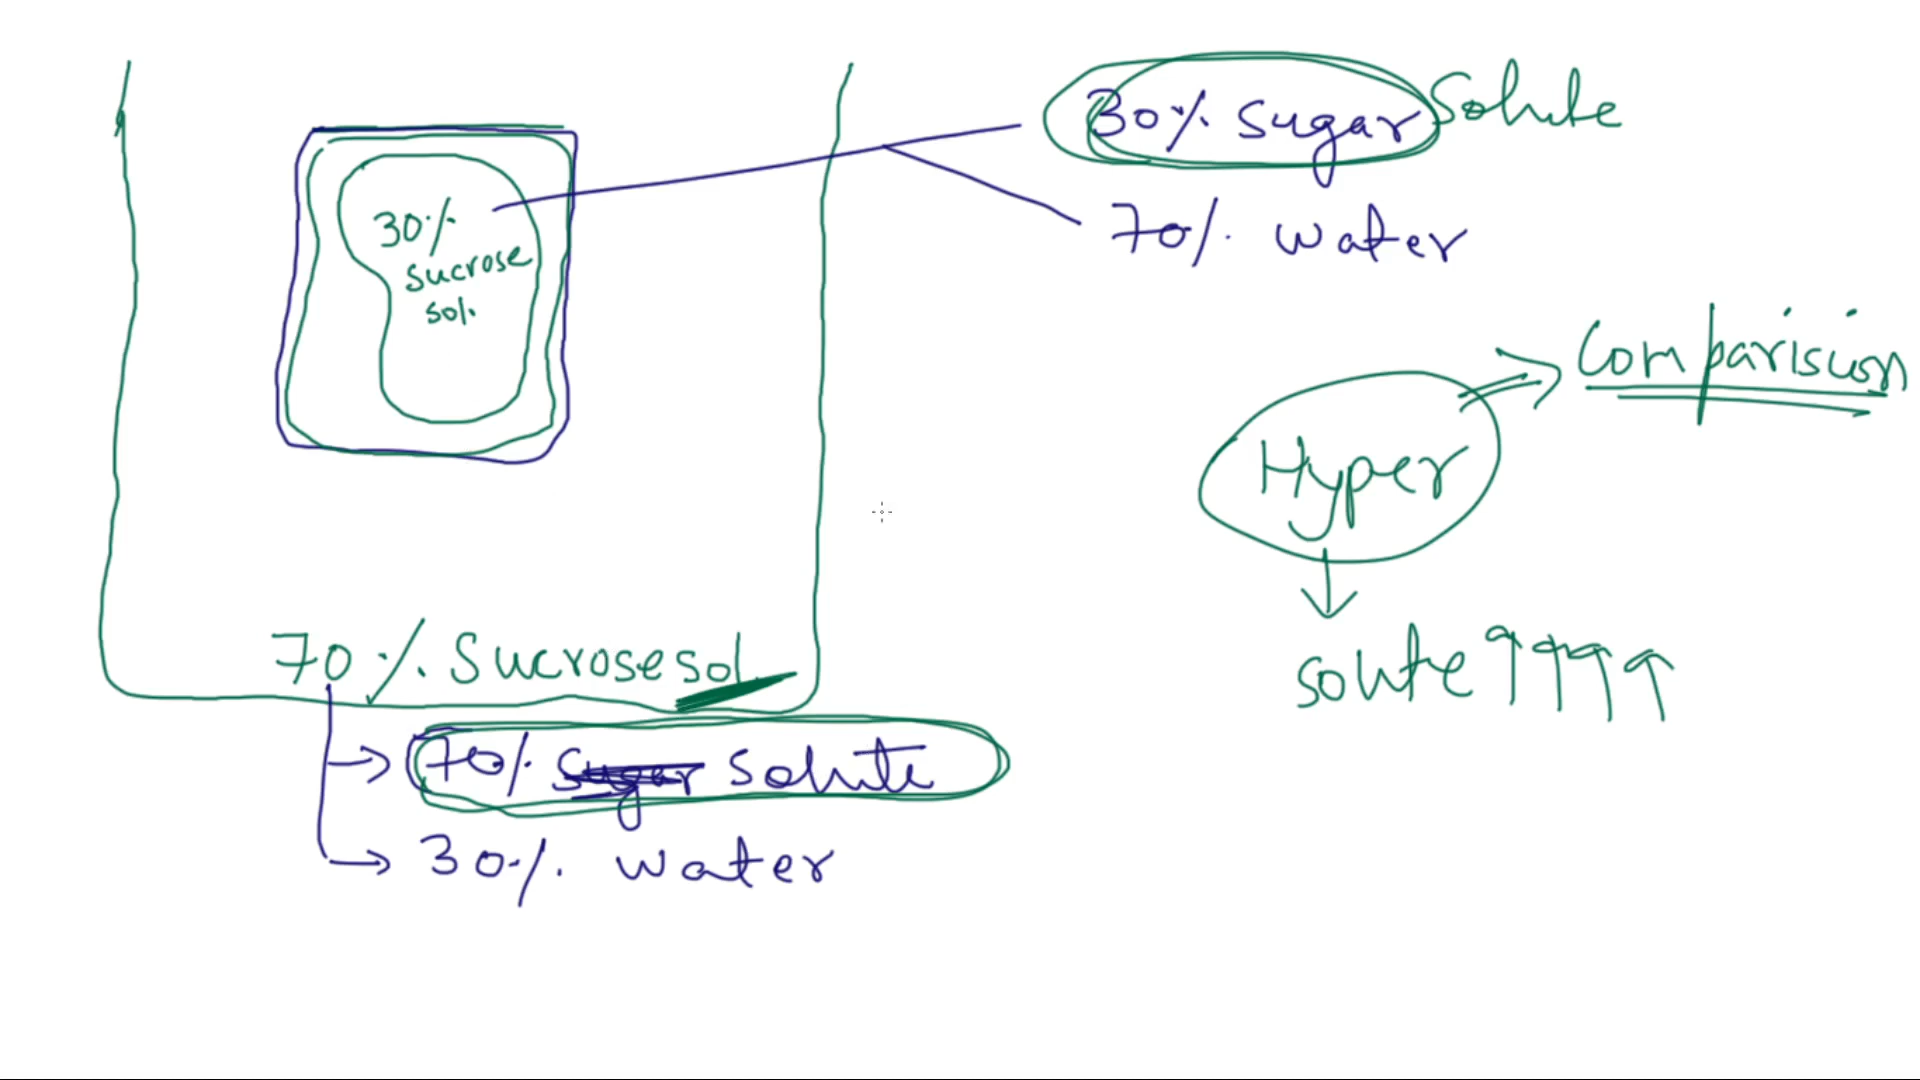 30% sugar Solute
70% water
30%
sucrose
sol.
Comparision
Hyper
solute
70% Sucrose sol
70% sugar solute
30% water